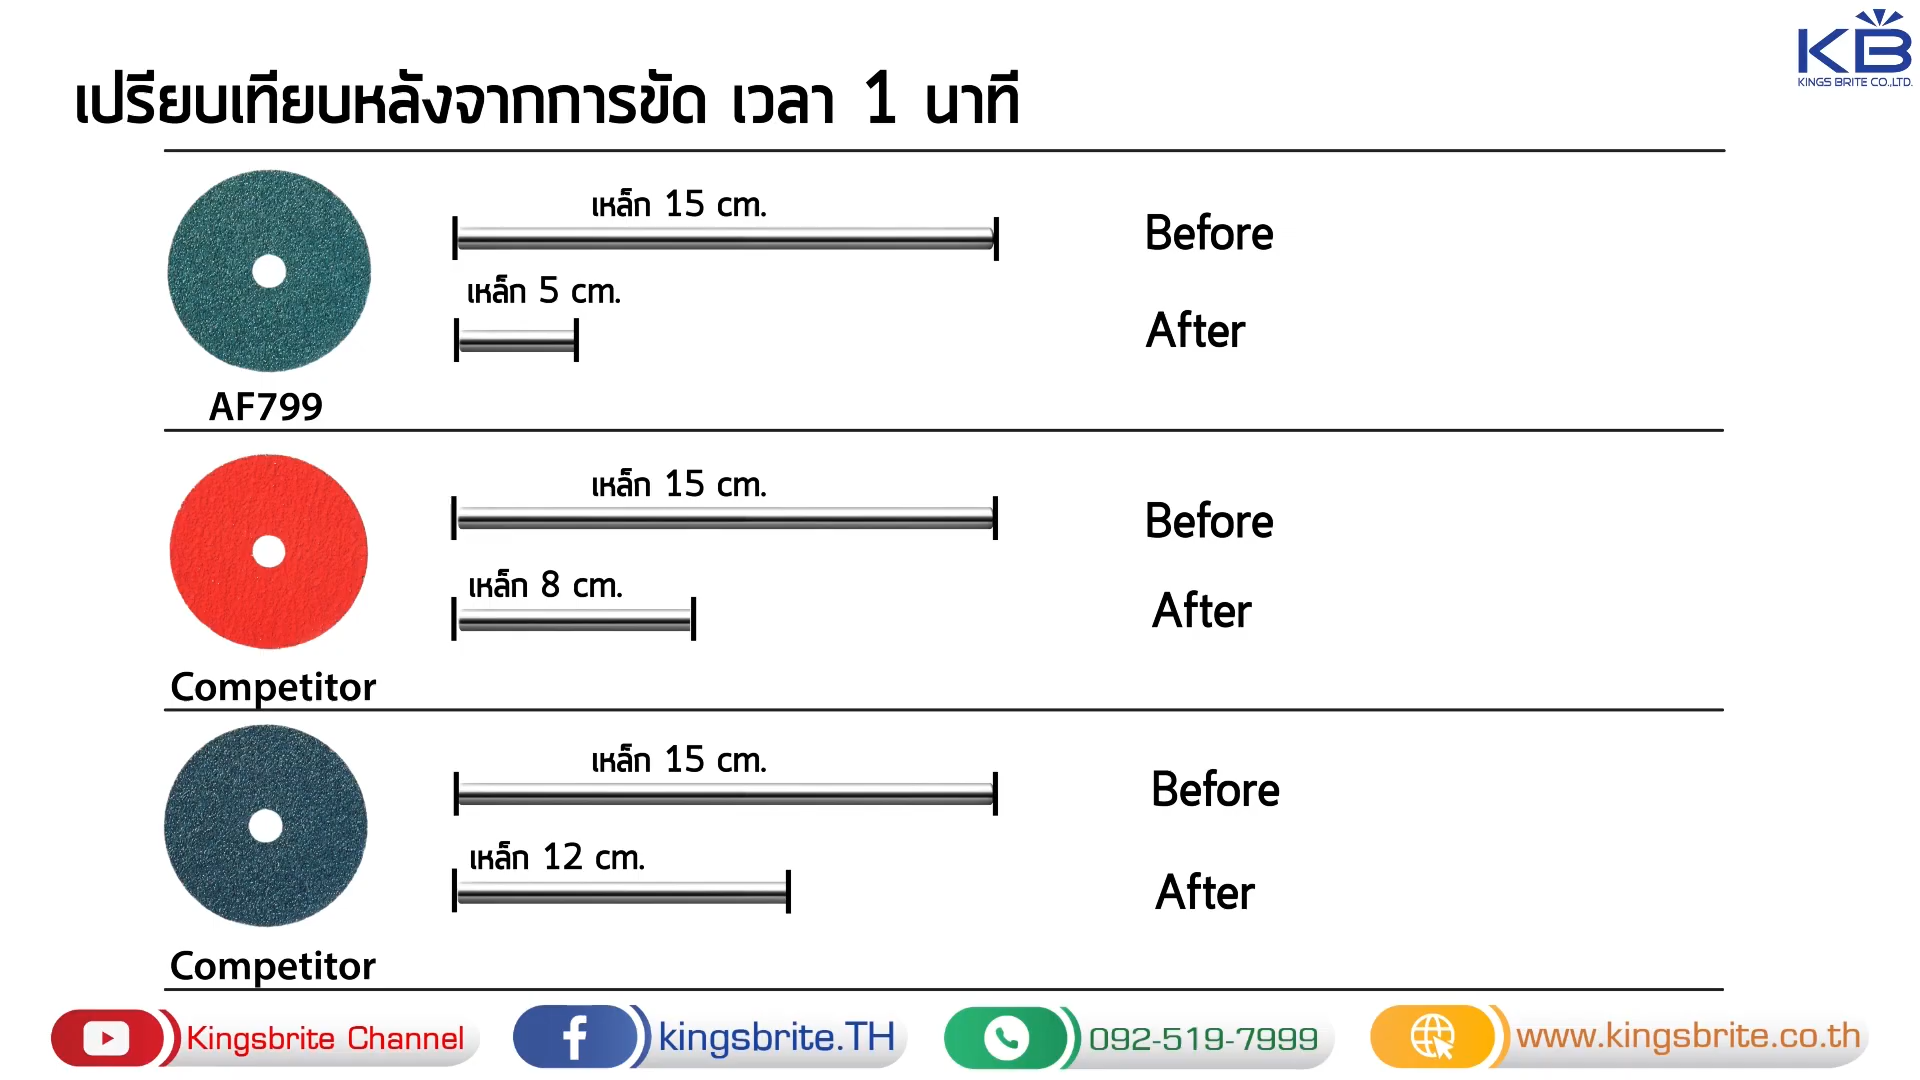 KB
KINGS BRITE CO.,LTD.
เปรียบเทียบหลังจากการขัด เวลา 1 นาที
เหล็ก 15 cm.
Before
เหล็ก 5 cm.
After
AF799
เหล็ก 15 cm.
Before
เหล็ก 8 cm.
After
Competitor
เหล็ก 15 cm.
Before
เหล็ก 12 cm.
After
Competitor
Kingsbrite Channel
kingsbrite.TH
092-519-7999
www.kingsbrite.co.th